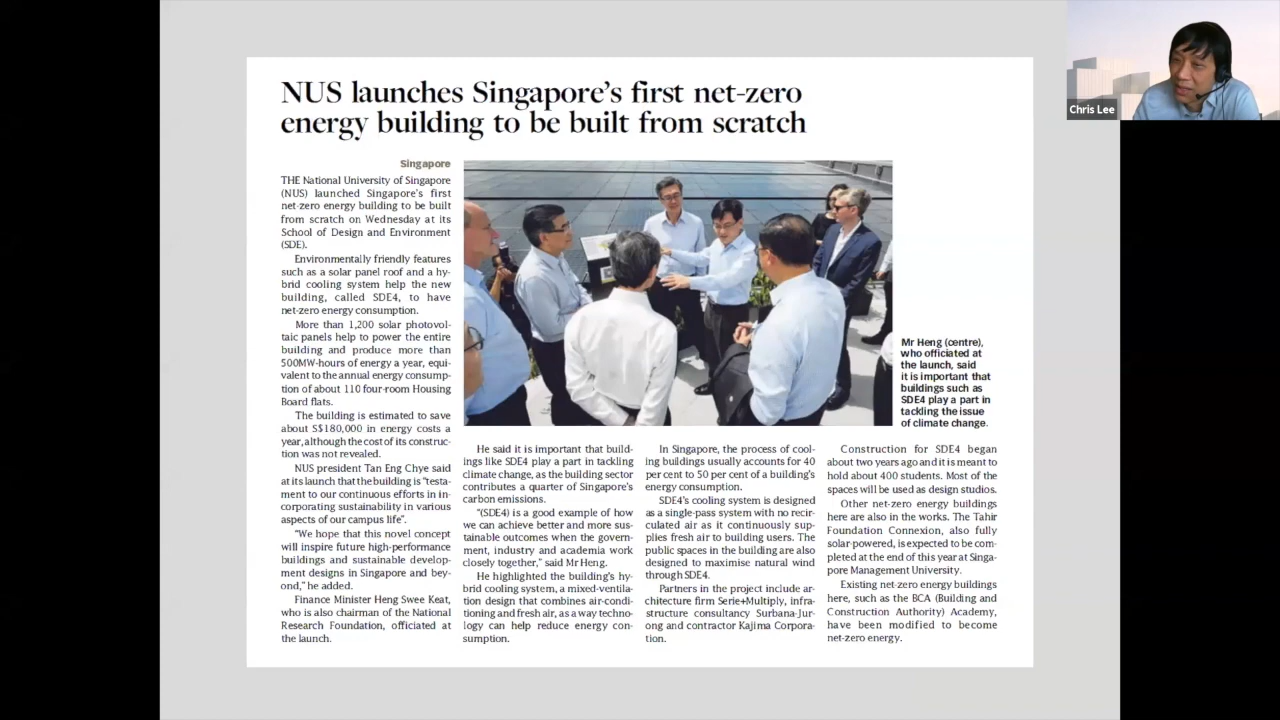 NUS launches Singapore's first net-zero
energy building to be built from scratch
Singapore
THE National University of Singapore
(NUS) launched Singapore's first
net-zero energy building to be built
from scratch on Wednesday at its
School of Design and Environment
(SDE).
Environmentally friendly features
such as a solar panel roof and a hy-
brid cooling system help the new
building, called SDE4, to have
net-zero energy consumption.
More than 1,200 solar photovol-
taic panels help to power the entire
building and produce more than
500MW-hours of energy a year, equi-
valent to the annual energy consump-
tion of about 110 four-room Housing
Board flats.
The building is estimated to save
about S$180,000 in energy costs a
year, although the cost of its construc-
tion was not revealed.
NUS president Tan Eng Chye said
at its launch that the building is "testa-
ment to our continuous efforts in in-
corporating sustainability in various
aspects of our campus life".
"We hope that this novel concept
will inspire future high-performance
buildings and sustainable develop-
ment designs in Singapore and bey-
ond," he added.
Finance Minister Heng Swee Keat,
who is also chairman of the National
Research Foundation, officiated at
the launch.
Mr Heng (centre),
who officiated at
the launch, said
it is important that
buildings such as
SDE4 play a part in
tackling the issue
of climate change.
He said it is important that build-
ings like SDE4 play a part in tackling
climate change, as the building sector
contributes a quarter of Singapore's
carbon emissions.
"(SDE4) is a good example of how
we can achieve better and more sus-
tainable outcomes when the govern-
ment, industry and academia work
closely together," said Mr Heng.
He highlighted the building's hy-
brid cooling system, a mixed-ventila-
tion design that combines air-condi-
tioning and fresh air, as a way techno-
logy can help reduce energy con-
sumption.
In Singapore, the process of cool-
ing buildings usually accounts for 40
per cent to 50 per cent of a building's
energy consumption.
SDE4's cooling system is designed
as a single-pass system with no recir-
culated air as it continuously sup-
plies fresh air to building users. The
public spaces in the building are also
designed to maximise natural wind
through SDE4.
Partners in the project include ar-
chitecture firm Serie+Multiply, infra-
structure consultancy Surbana-Jur-
ong and contractor Kajima Corpora-
tion.
Construction for SDE4 began
about two years ago and it is meant to
hold about 400 students. Most of the
spaces will be used as design studios.
Other net-zero energy buildings
here are also in the works. The Tahir
Foundation Connexion, also fully
solar-powered, is expected to be com-
pleted at the end of this year at Singa-
pore Management University.
Existing net-zero energy buildings
here, such as the BCA (Building and
Construction Authority) Academy,
have been modified to become
net-zero energy.
Chris Lee